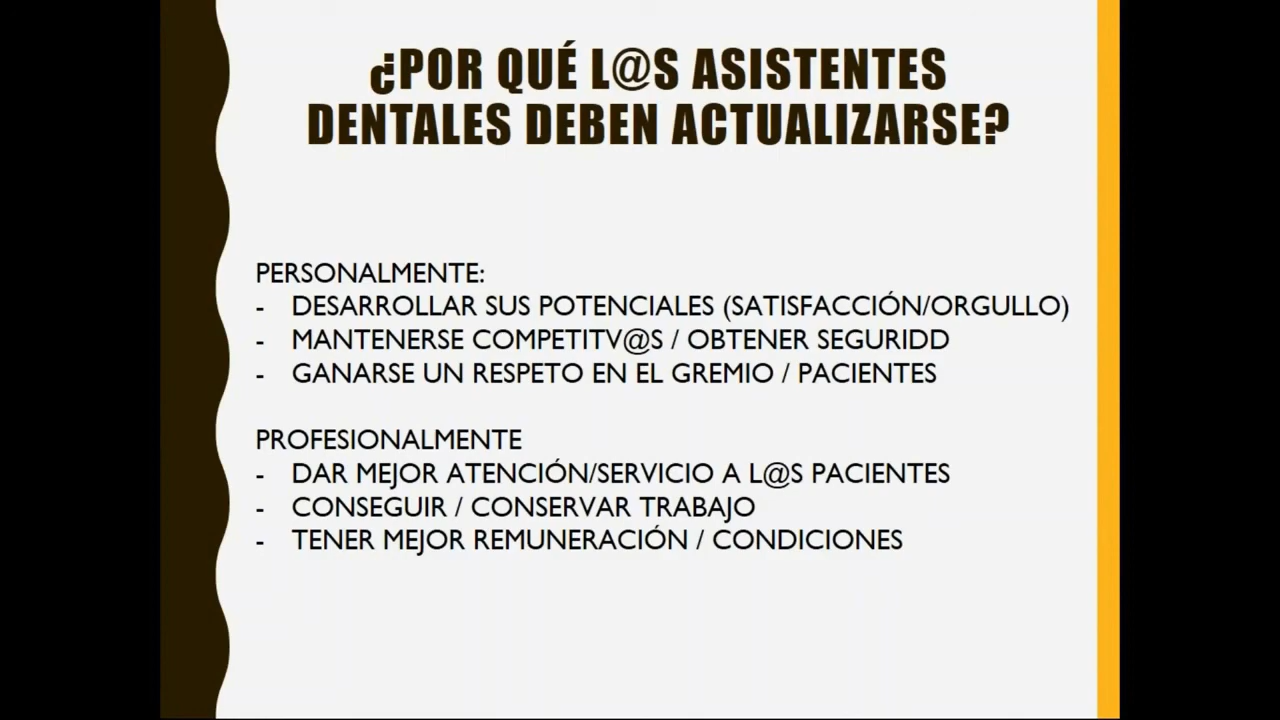 ¿POR QUÉ L@S ASISTENTES
DENTALES DEBEN ACTUALIZARSE?
PERSONALMENTE:
- DESARROLLAR SUS POTENCIALES (SATISFACCIÓN/ORGULLO)
- MANTENERSE COMPETITV@S / OBTENER SEGURIDD
- GANARSE UN RESPETO EN EL GREMIO / PACIENTES
PROFESIONALMENTE
- DAR MEJOR ATENCIÓN/SERVICIO A L@S PACIENTES
- CONSEGUIR / CONSERVAR TRABAJO
- TENER MEJOR REMUNERACIÓN / CONDICIONES